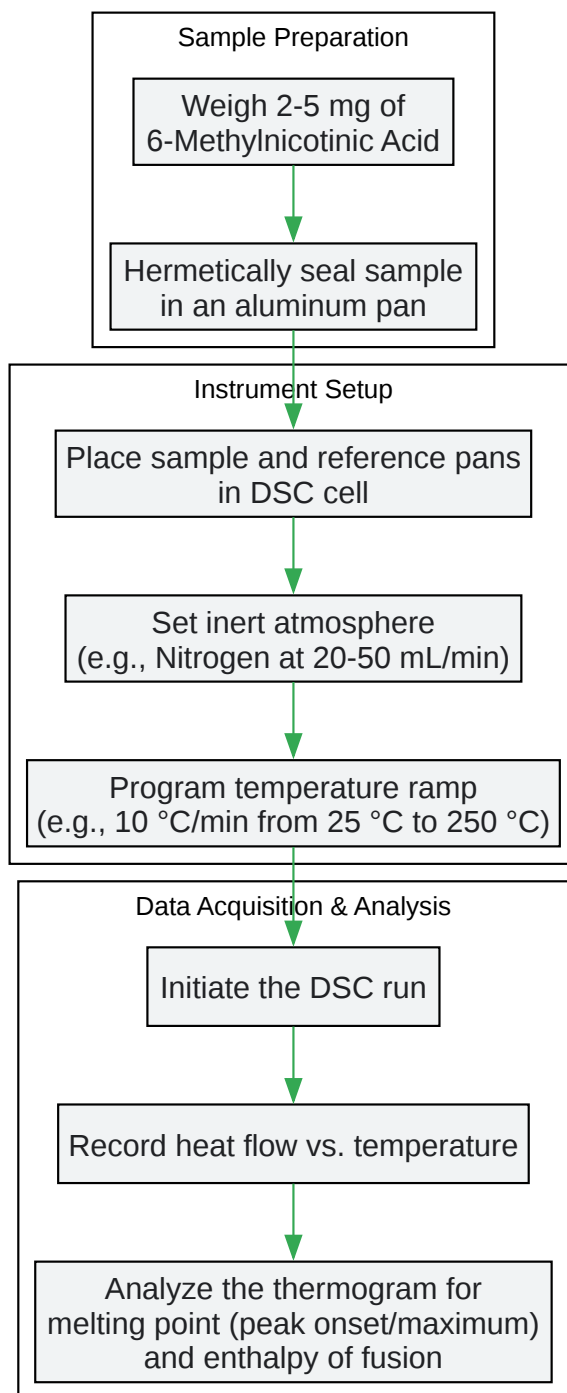 Sample Preparation
Weigh 2-5 mg of
6-Methylnicotinic Acid
Hermetically seal sample
in an aluminum pan
Instrument Setup
Place sample and reference pans
in DSC cell
Set inert atmosphere
(e.g., Nitrogen at 20-50 mL/min)
Program temperature ramp
(e.g., 10 °C/min from 25 °C to 250 °C)
Data Acquisition & Analysis
Initiate the DSC run
Record heat flow vs. temperature
Analyze the thermogram for
melting point (peak onset/maximum)
and enthalpy of fusion